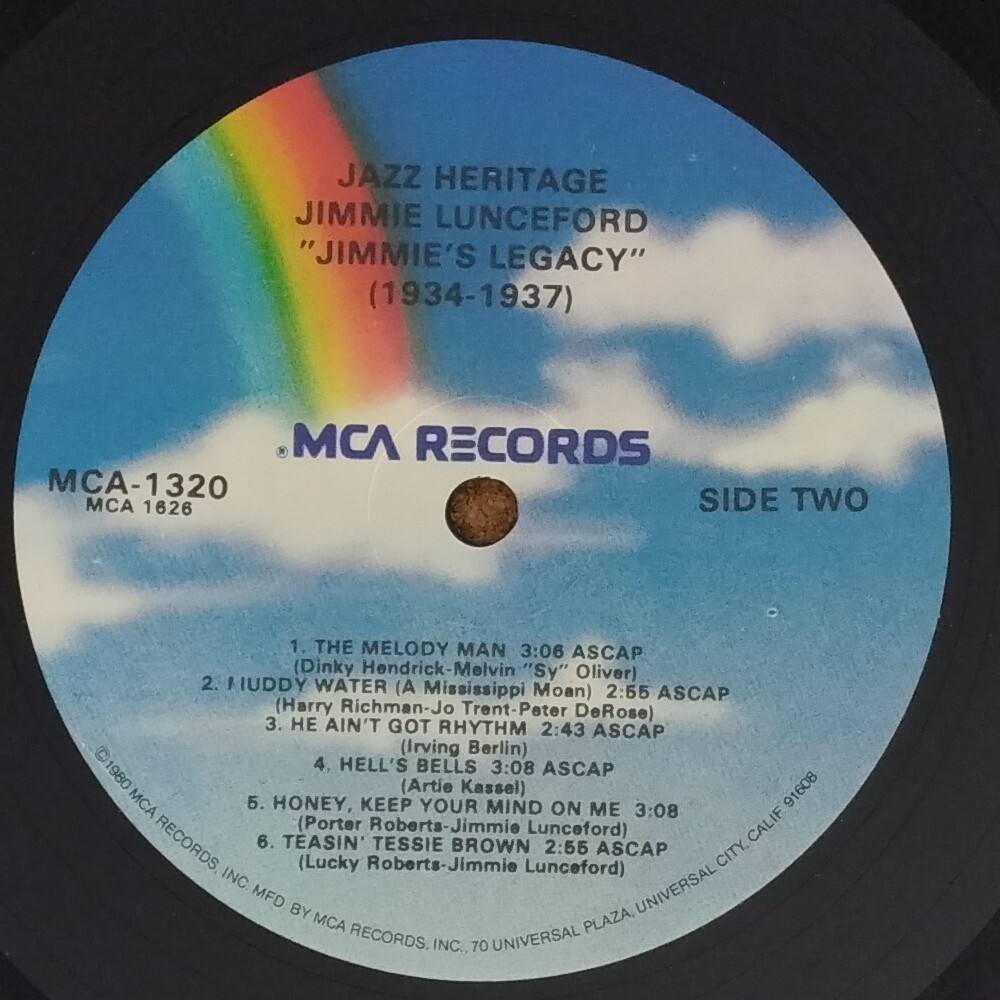 JAZZ HERITAGE
JIMMIE LUNCEFORD
"JIMMIE'S LEGACY"
(1934-1937)
® MCA RECORDS
MCA-1320
MCA 1626
SIDE TWO
1. THE MELODY MAN 3:06 ASCAP
(Dinky Hendrick-Melvin "Sy" Oliver)
2. MUDDY WATER (A Mississippi Moan) 2:55 ASCAP
(Harry Richman-Jo Trent-Peter DeRose)
3. HE AIN'T GOT RHYTHM 2:43 ASCAP
(Irving Berlin)
4. HELL'S BELLS 3:08 ASCAP
(Artie Kassel)
5. HONEY, KEEP YOUR MIND ON ME 3:08
(Porter Roberts-Jimmie Lunceford)
6. TEASIN' TESSIE BROWN 2:55 ASCAP
(Lucky Roberts-Jimmie Lunceford)
©1980 MCA RECORDS, INC. MFD. BY MCA RECORDS, INC., 70 UNIVERSAL PLAZA, UNIVERSAL CITY, CALIF. 91608